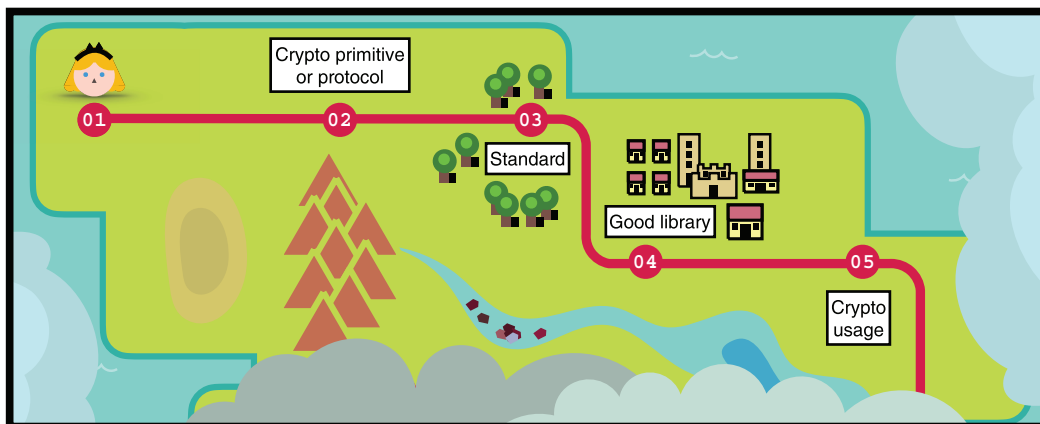 01
Crypto primitive
or protocol
02
03
Standard
Good library
04
05
Crypto
usage